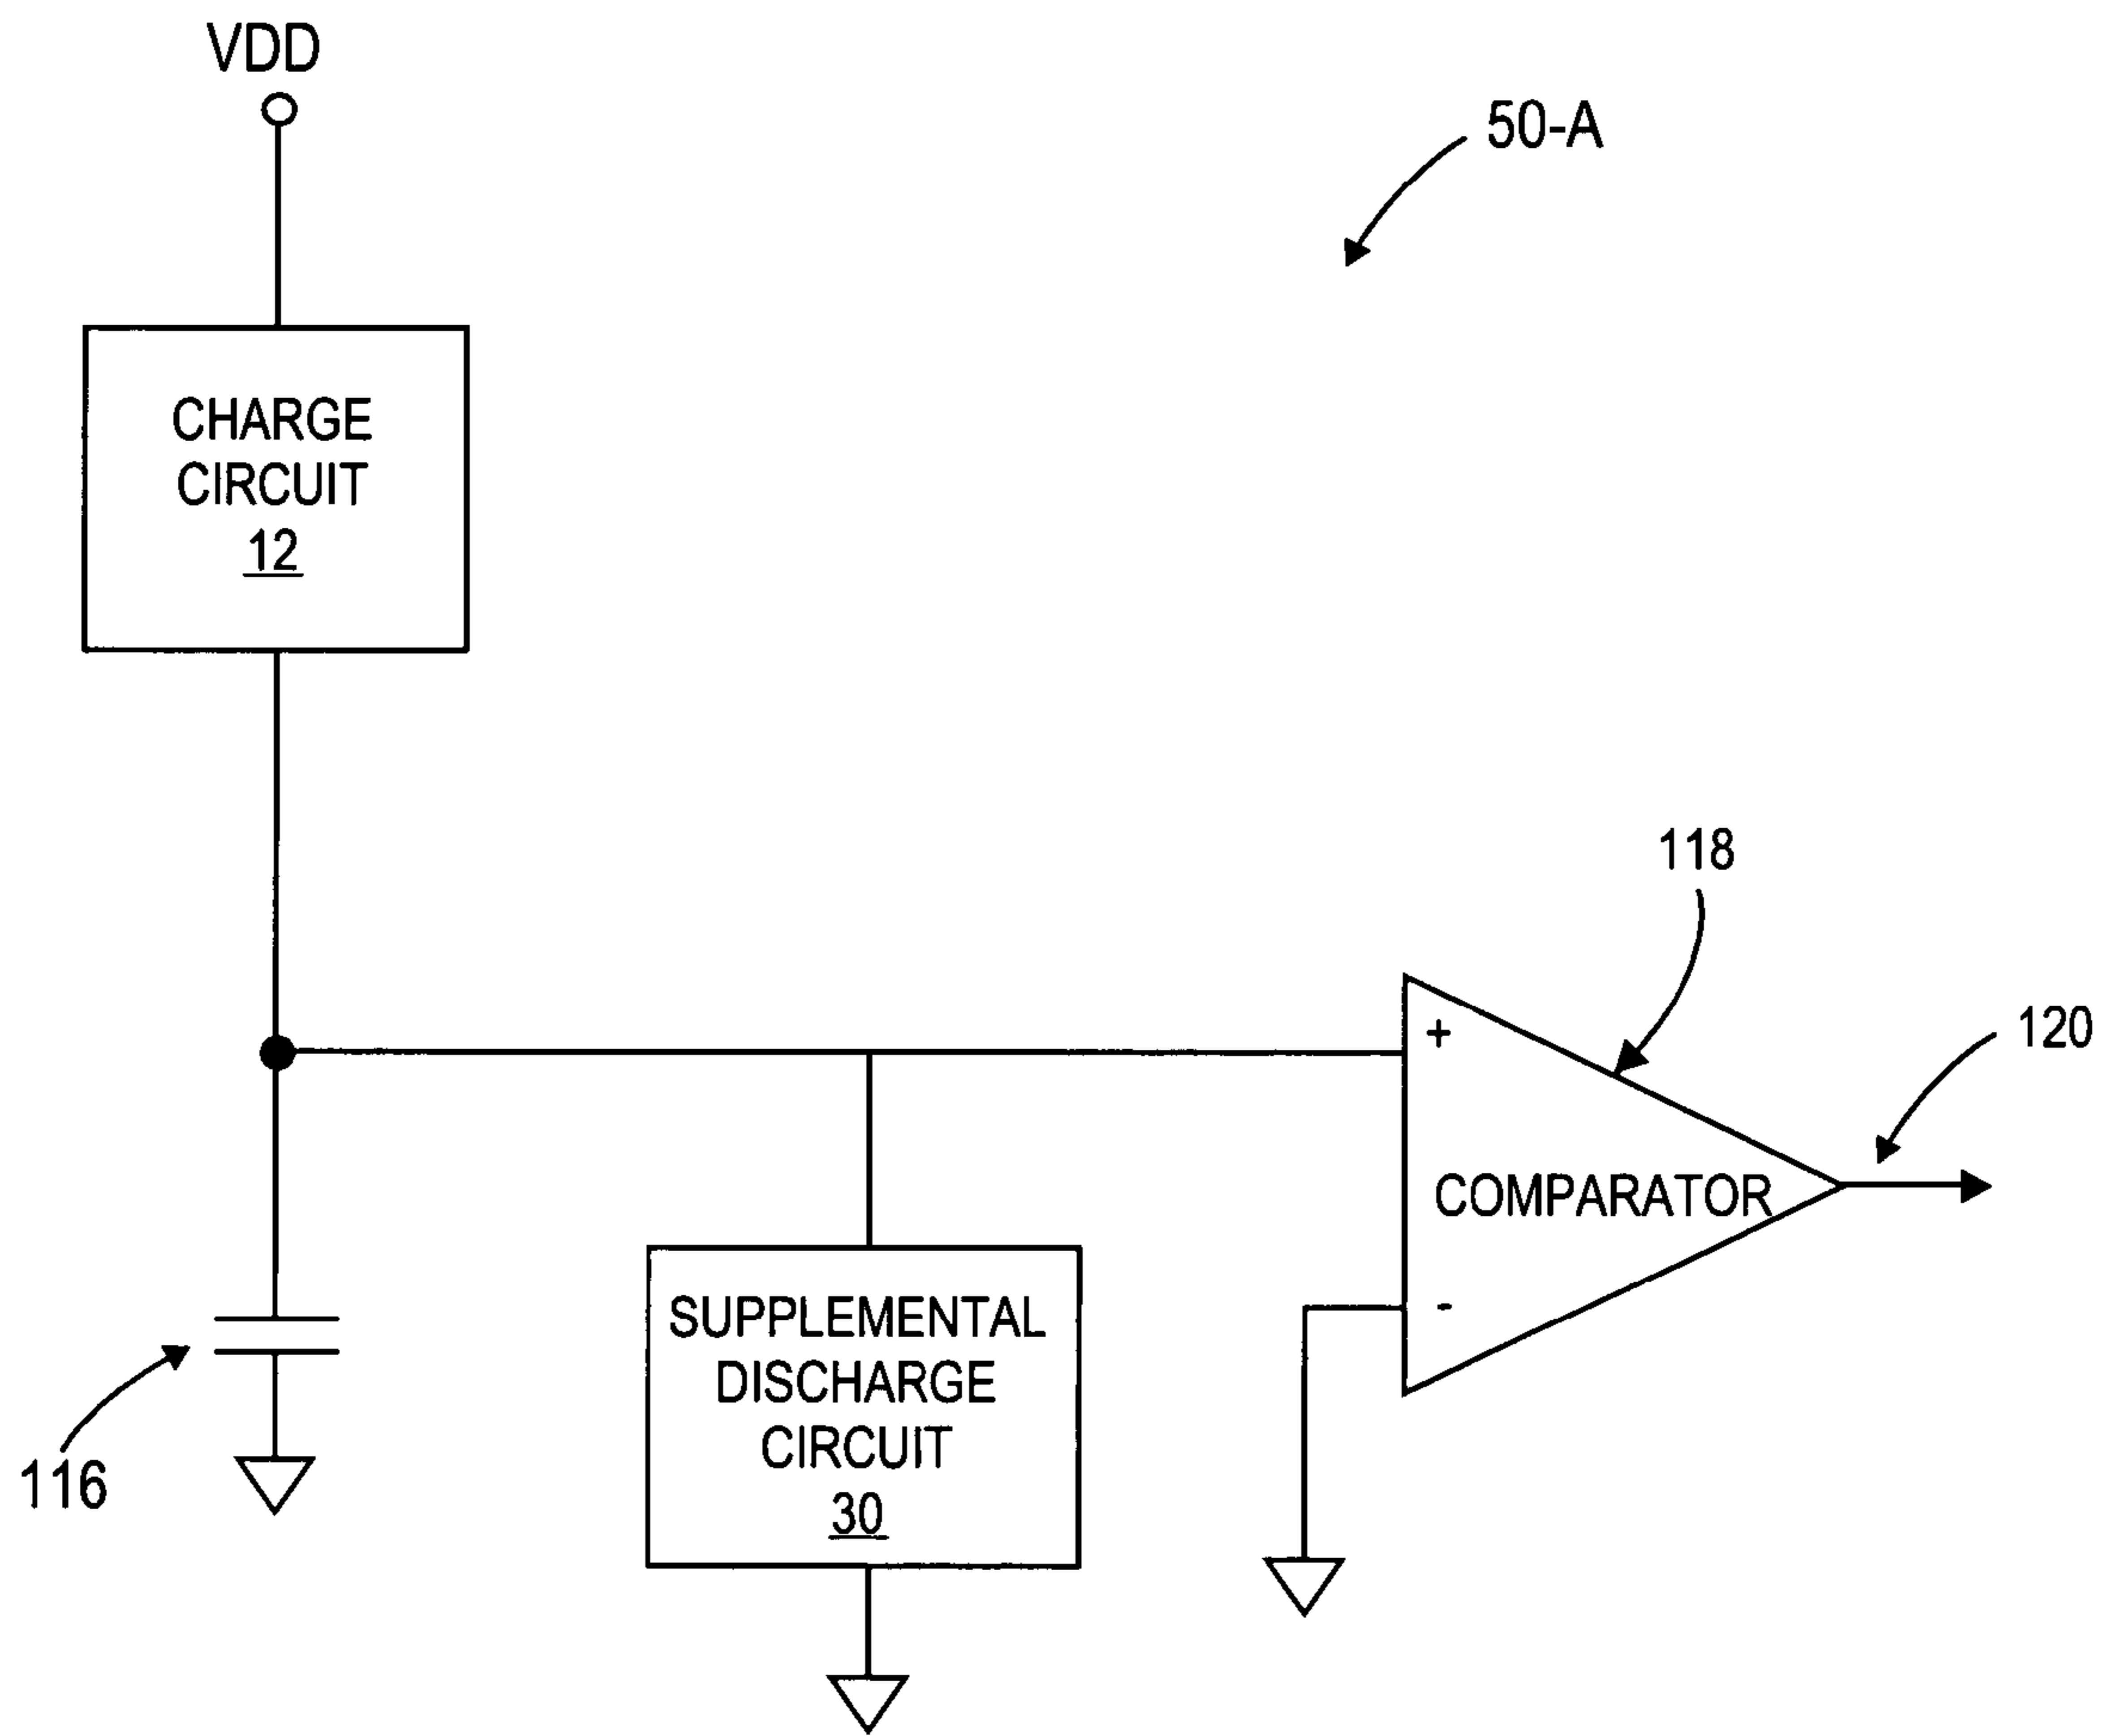 VDD
50-A
CHARGE
CIRCUIT
12
118
120
+
COMPARATOR
-
SUPPLEMENTAL
DISCHARGE
CIRCUIT
30
116